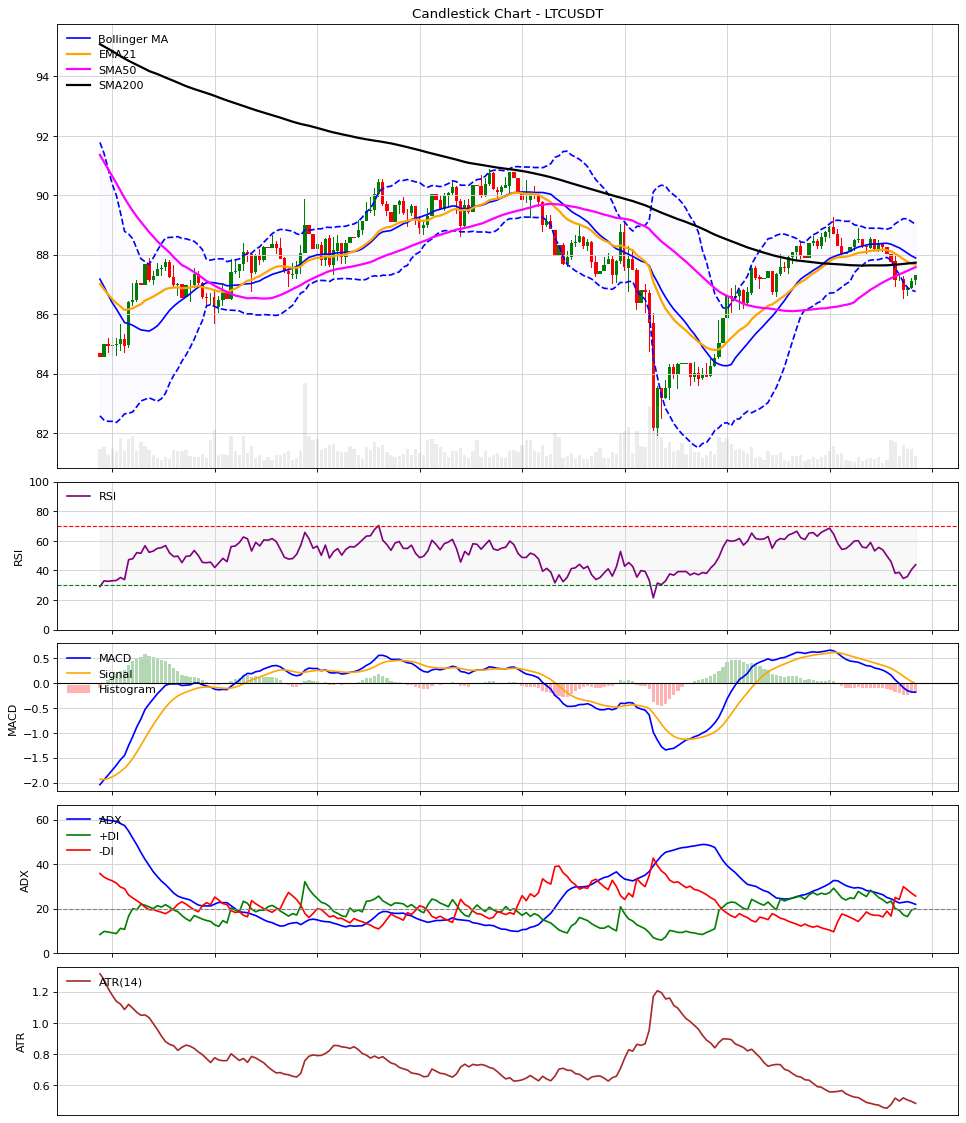 Candlestick Chart - LTCUSDT
Bollinger MA
EMA21
SMA50
SMA200
94
92
90
88
86
84
82
100
80
60
40
20
0
RSI
RSI
0.5
0.0
−0.5
−1.0
−1.5
−2.0
MACD
MACD
Signal
Histogram
60
40
20
0
ADX
ADX
+DI
-DI
1.2
1.0
0.8
0.6
ATR
ATR(14)